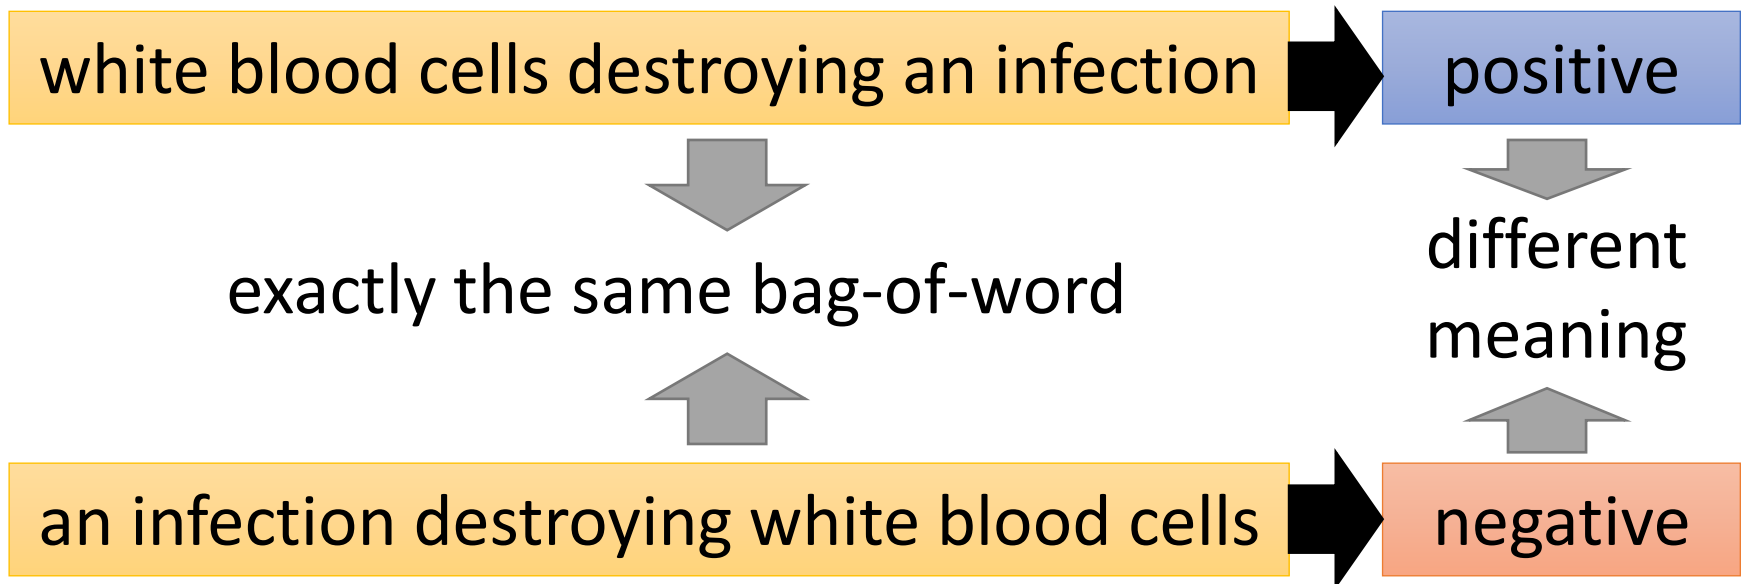 white blood cells destroying an infection
positive
exactly the same bag-of-word
different
meaning
an infection destroying white blood cells
negative